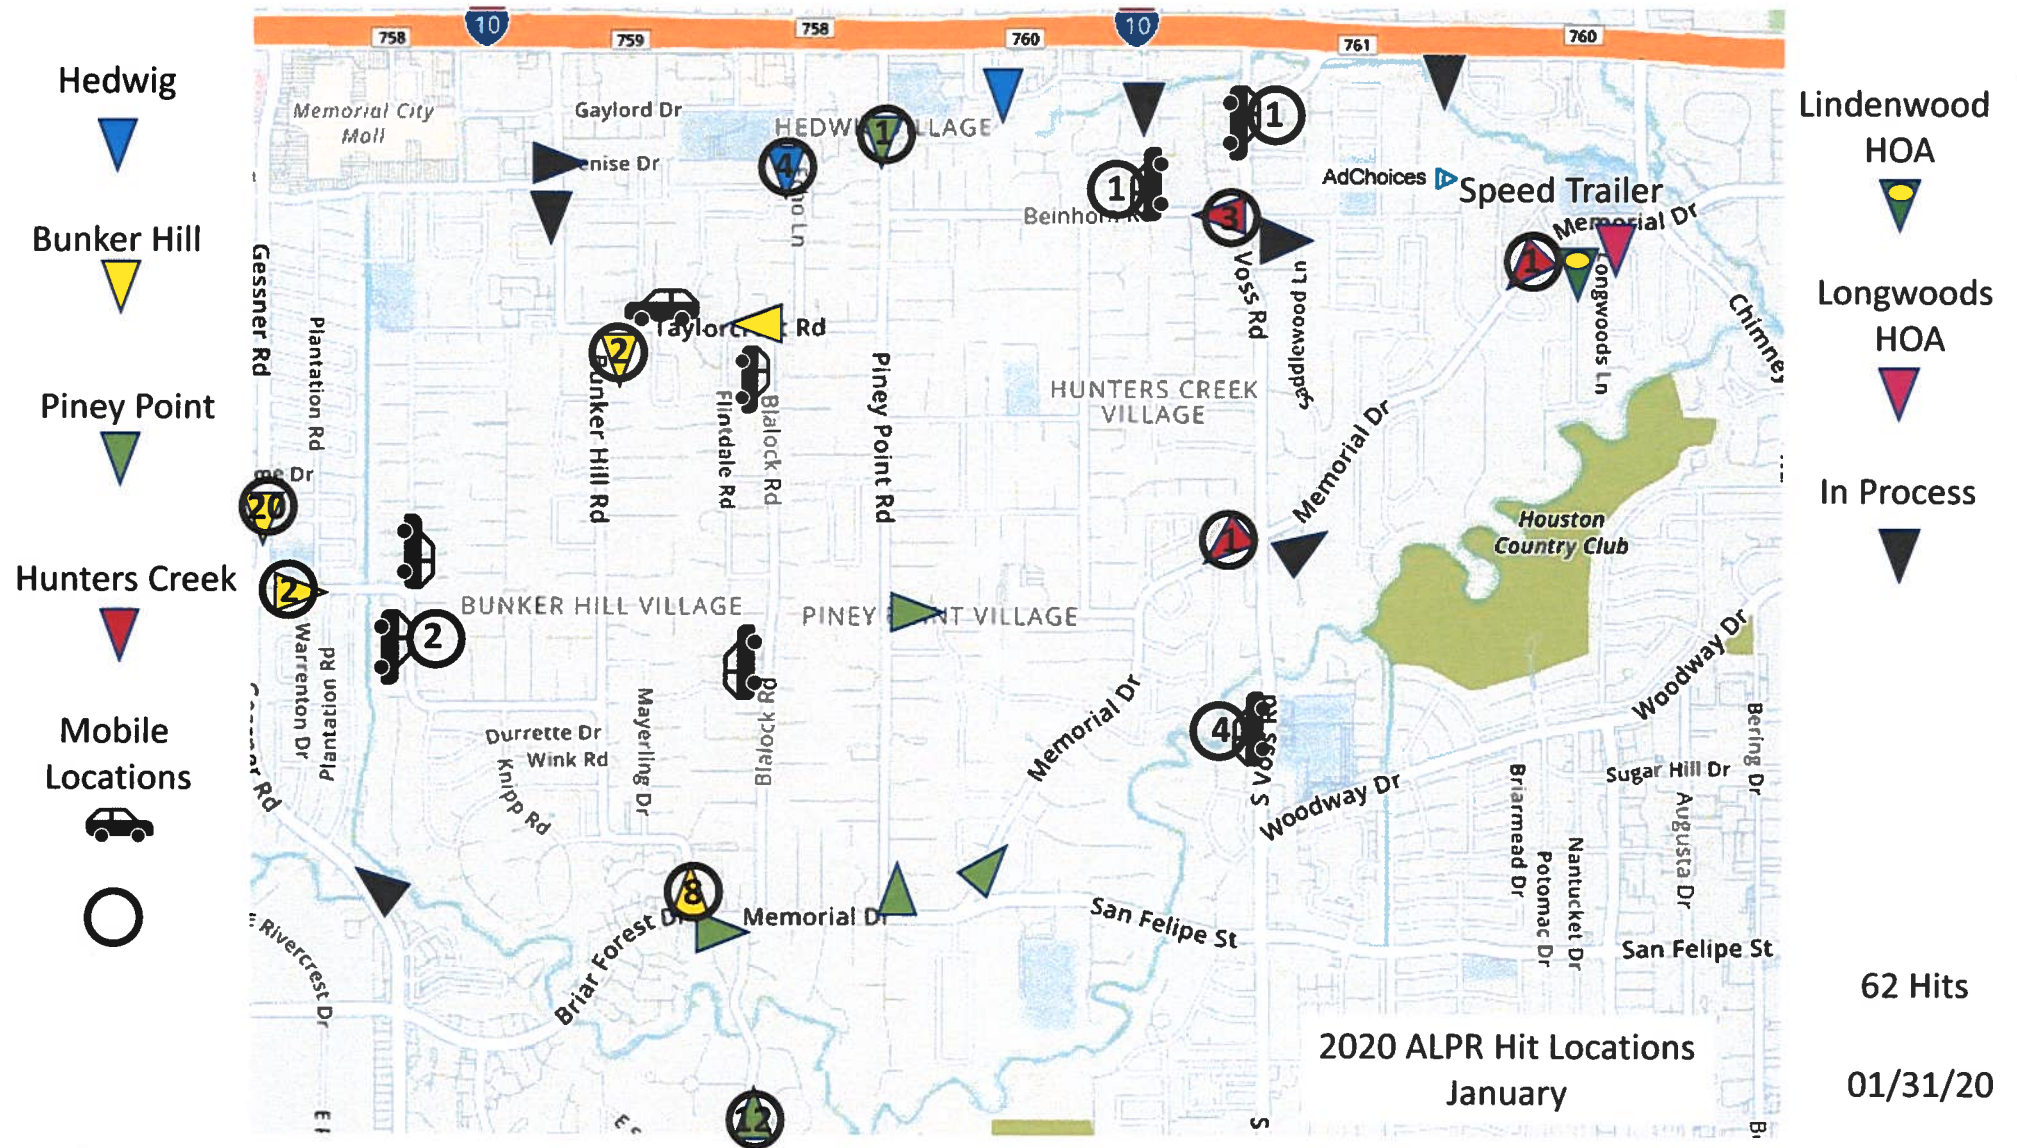 Hedwig
Bunker Hill
Piney Point
Hunters Creek
Mobile
Locations
758
10
759
758
760
10
761
760
Memorial City
Mall
Gaylord Dr
HEDW
LLAGE
1
4
enise Dr
1
1
AdChoices
Speed Trailer
Beinhorn R
3
Memorial Dr
1
Gessner Rd
Plantation Rd
Voss Rd
Longwoods Ln
Chimney
Rd
2
Bunker Hill Rd
Flintdale Rd
Blalock Rd
Piney Point Rd
HUNTERS CREEK
VILLAGE
Memorial Dr
Dr
20
1
Houston
Country Club
2
BUNKER HILL VILLAGE
PINEY
NT VILLAGE
2
Warrenton Dr
Plantation Rd
Mayerling Dr
Blalock Rd
Memorial Dr
4
S Voss Rd
Woodway Dr
Woodway Dr
Bering Dr
Durrette Dr
Wink Rd
Knipp Rd
Sugar Hill Dr
Briarmead Dr
Potomac Dr
Nantucket Dr
Augusta Dr
8
Memorial Dr
Briar Forest Dr
San Felipe St
San Felipe St
E Rivercrest Dr
12
S
2020 ALPR Hit Locations
January
Lindenwood
HOA
Longwoods
HOA
In Process
62 Hits
01/31/20